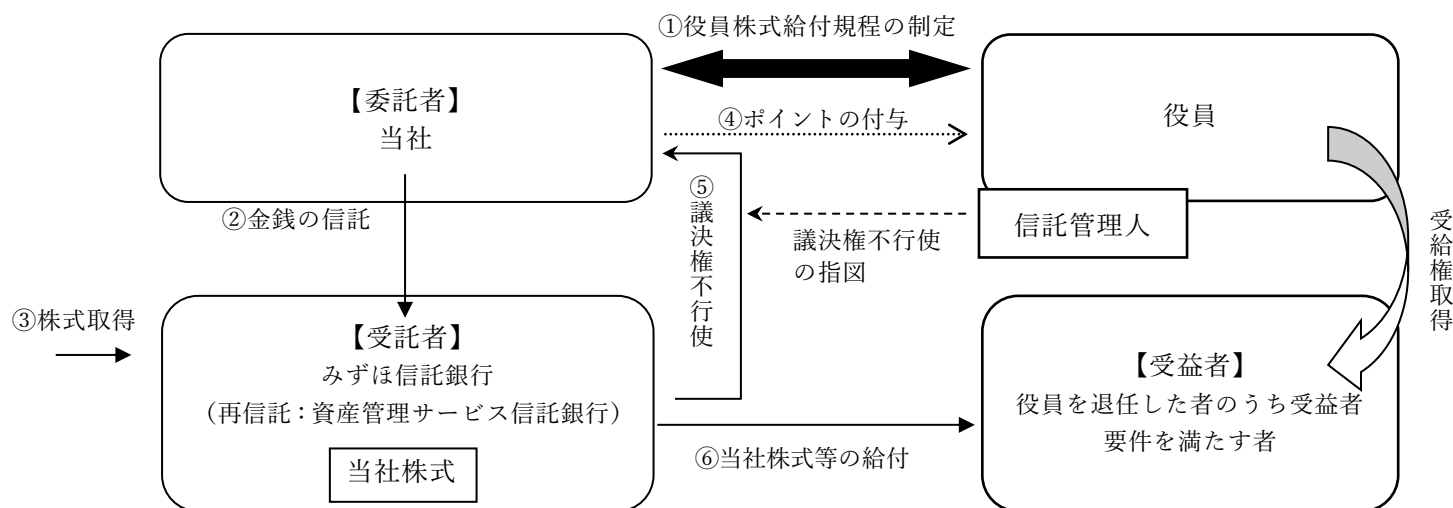 ①役員株式給付規程の制定
【委託者】
当社
④ポイントの付与
役員
②金銭の信託
⑤議決権不行使
議決権不行使
の指図
信託管理人
受給権取得
③株式取得
【受託者】
みずほ信託銀行
（再信託：資産管理サービス信託銀行）
当社株式
⑥当社株式等の給付
【受益者】
役員を退任した者のうち受益者
要件を満たす者